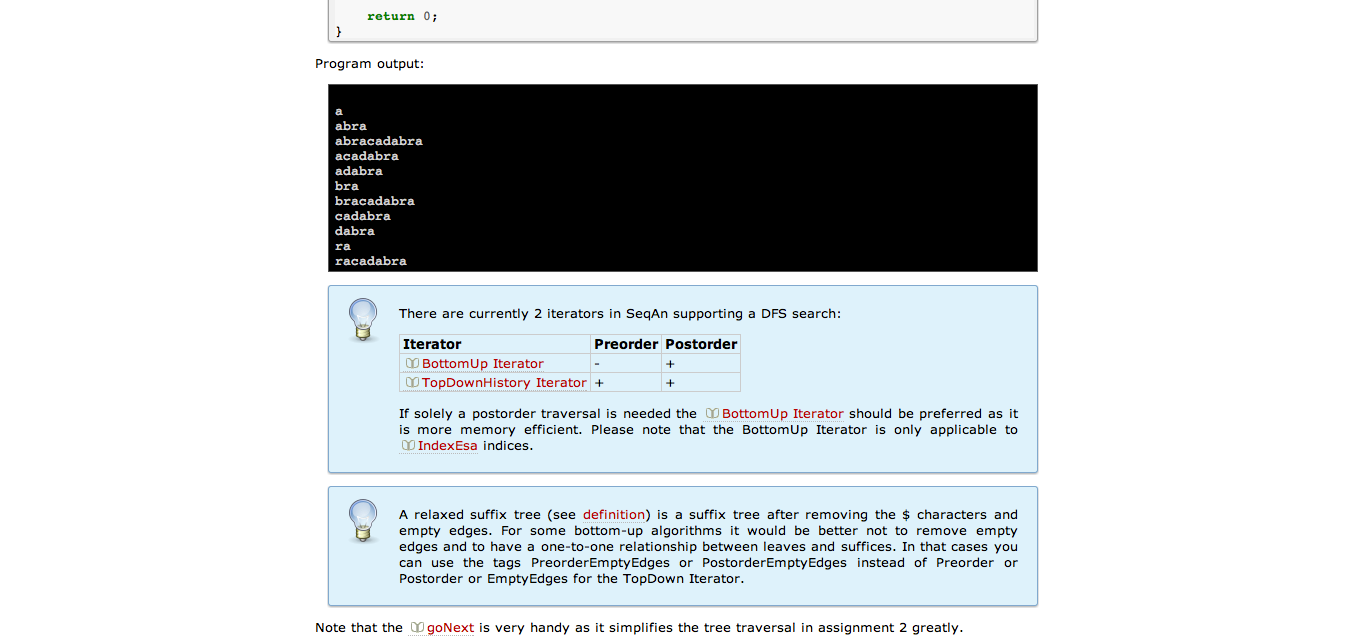 return 0;
}
Program output:
a
abra
abracadabra
acadabra
adabra
bra
bracadabra
cadabra
dabra
ra
racadabra
There are currently 2 iterators in SeqAn supporting a DFS search:
Iterator Preorder Postorder
BottomUp Iterator - +
TopDownHistory Iterator + +
If solely a postorder traversal is needed the BottomUp Iterator should be preferred as it
is more memory efficient. Please note that the BottomUp Iterator is only applicable to
IndexEsa indices.
A relaxed suffix tree (see definition) is a suffix tree after removing the $ characters and
empty edges. For some bottom-up algorithms it would be better not to remove empty
edges and to have a one-to-one relationship between leaves and suffices. In that cases you
can use the tags PreorderEmptyEdges or PostorderEmptyEdges instead of Preorder or
Postorder or EmptyEdges for the TopDown Iterator.
Note that the goNext is very handy as it simplifies the tree traversal in assignment 2 greatly.